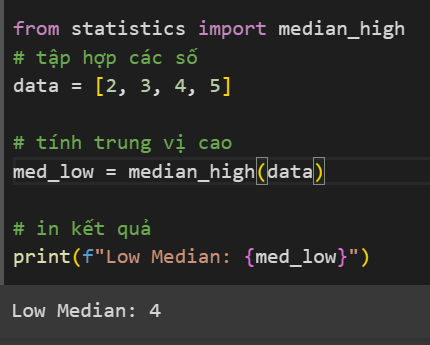 from statistics import median_high
# tập hợp các số
data = [2, 3, 4, 5]
# tính trung vị cao
med_low = median_high(data)
# in kết quả
print(f"Low Median: {med_low}")
Low Median: 4